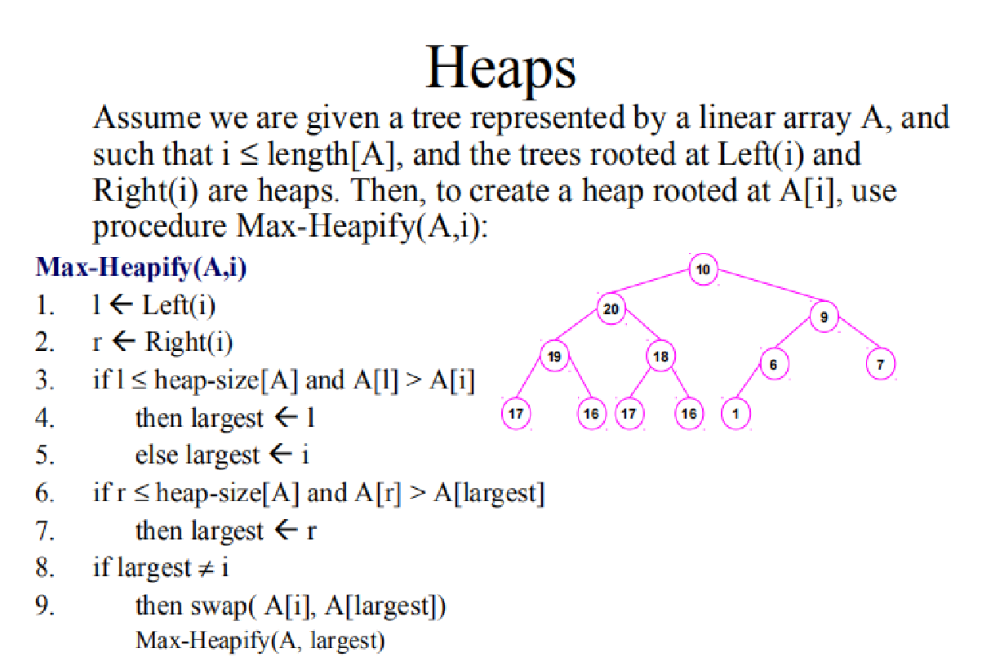 Heaps
Assume we are given a tree represented by a linear array A, and
such that i ≤ length[A], and the trees rooted at Left(i) and
Right(i) are heaps. Then, to create a heap rooted at A[i], use
procedure Max-Heapify(A,i):
Max-Heapify(A,i)
1. l ← Left(i)
2. r ← Right(i)
3. if l ≤ heap-size[A] and A[l] > A[i]
4. then largest ← l
5. else largest ← i
6. if r ≤ heap-size[A] and A[r] > A[largest]
7. then largest ← r
8. if largest ≠ i
9. then swap( A[i], A[largest])
Max-Heapify(A, largest)
10
20 9
19 18 6 7
17 16 17 16 1